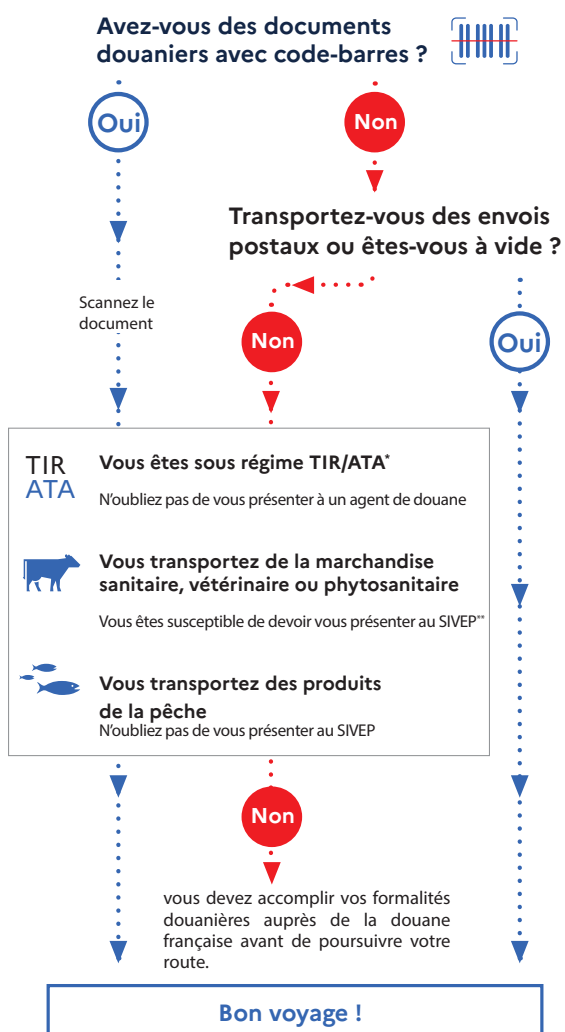 Avez-vous des documents
douaniers avec code-barres ?
Oui
Non
Transportez-vous des envois
postaux ou êtes-vous à vide ?
Scannez le
document
Non
Oui
TIR
ATA
Vous êtes sous régime TIR/ATA*
N'oubliez pas de vous présenter à un agent de douane
Vous transportez de la marchandise
sanitaire, vétérinaire ou phytosanitaire
Vous êtes susceptible de devoir vous présenter au SIVEP**
Vous transportez des produits
de la pêche
N'oubliez pas de vous présenter au SIVEP
Non
vous devez accomplir vos formalités
douanières auprès de la douane
française avant de poursuivre votre
route.
Bon voyage !